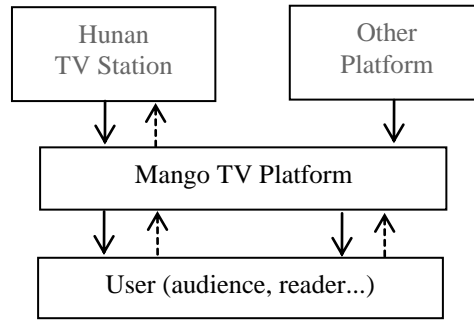 Hunan
TV Station
Other
Platform
Mango TV Platform
User (audience, reader...)